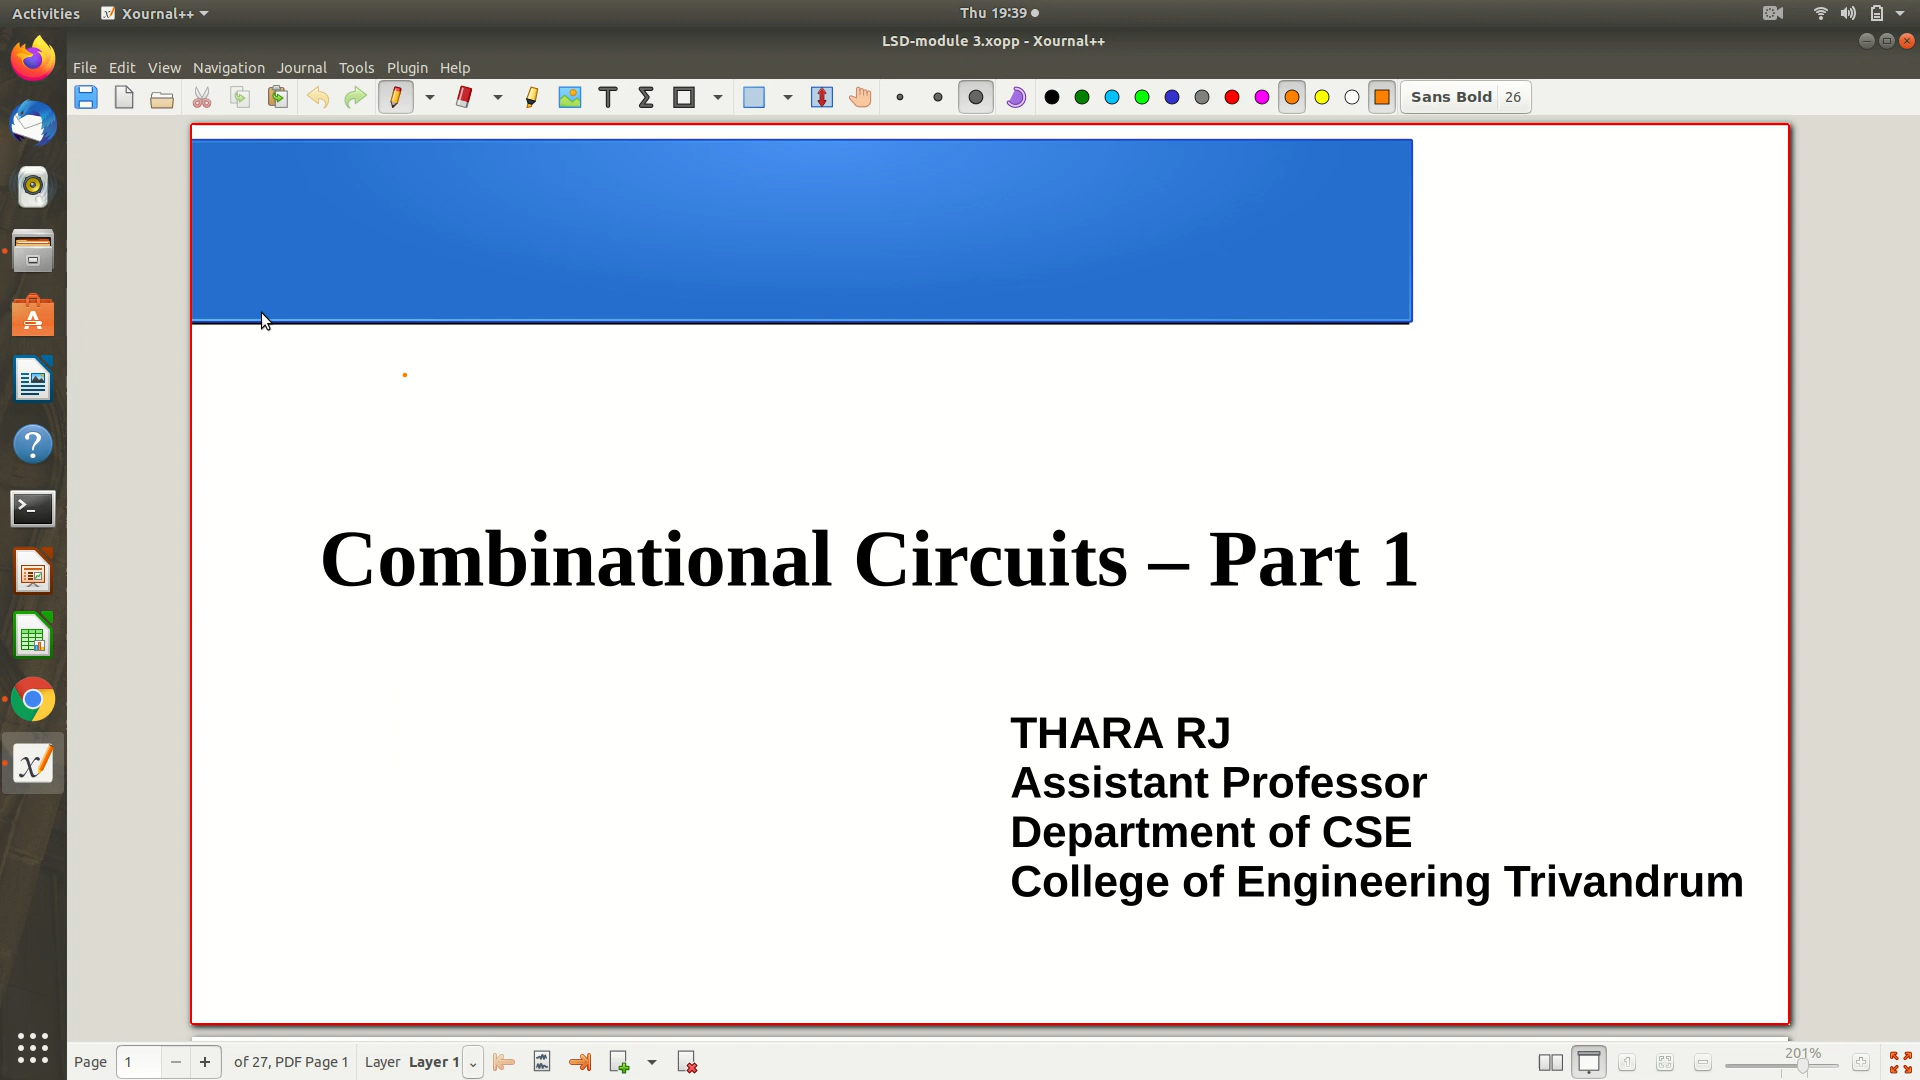 Activities Xournal++ Thu 19:39
LSD-module 3.xopp - Xournal++
File Edit View Navigation Journal Tools Plugin Help
Sans Bold 26
Combinational Circuits – Part 1
THARA RJ
Assistant Professor
Department of CSE
College of Engineering Trivandrum
Page 1 of 27, PDF Page 1 Layer Layer 1 201%